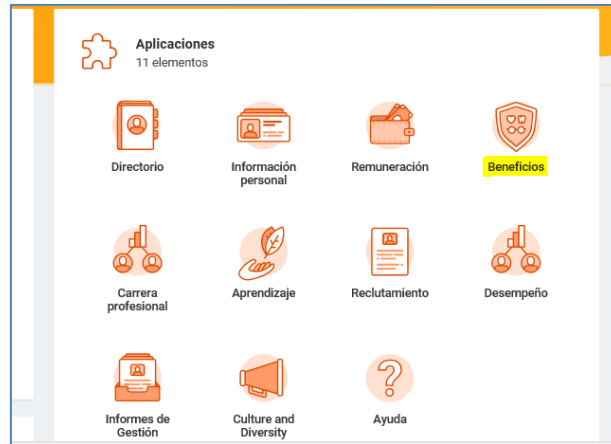 Aplicaciones
11 elementos
Directorio
Información
personal
Remuneración
Beneficios
Carrera
profesional
Aprendizaje
Reclutamiento
Desempeño
Informes de
Gestión
Culture and
Diversity
Ayuda